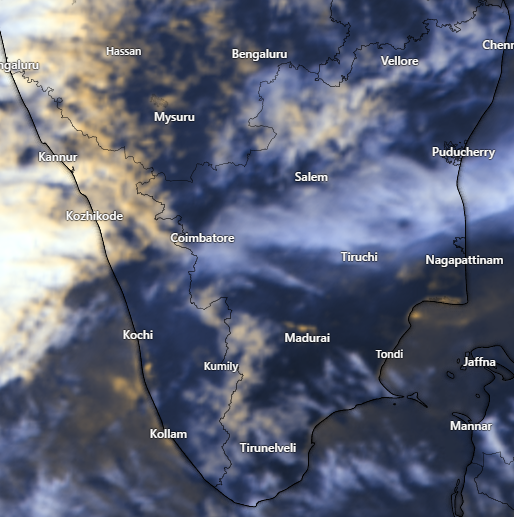 Hassan
Bengaluru
Chenn
Vellore
ngaluru
Mysuru
Puducherry
Kannur
Salem
Kozhikode
Coimbatore
Tiruchi
Nagapattinam
Kochi
Madurai
Tondi
Jaffna
Kumily
Mannar
Kollam
Tirunelveli